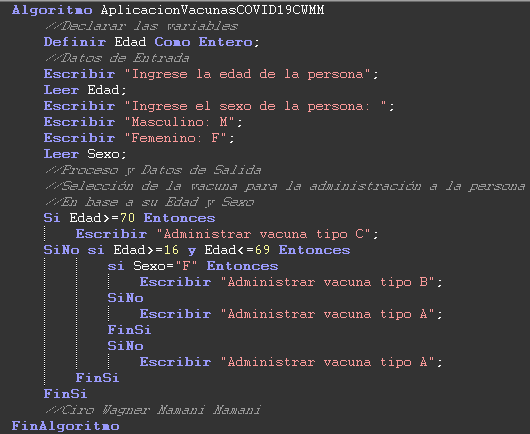 Algoritmo AplicacionVacunasCOVID19CWMM
//Declarar las variables
Definir Edad Como Entero;
//Datos de Entrada
Escribir "Ingrese la edad de la persona";
Leer Edad;
Escribir "Ingrese el sexo de la persona: ";
Escribir "Masculino: M";
Escribir "Femenino: F";
Leer Sexo;
//Proceso y Datos de Salida
//Selección de la vacuna para la administración a la persona
//En base a su Edad y Sexo
Si Edad>=70 Entonces
Escribir "Administrar vacuna tipo C";
SiNo si Edad>=16 y Edad<=69 Entonces
si Sexo="F" Entonces
Escribir "Administrar vacuna tipo B";
SiNo
Escribir "Administrar vacuna tipo A";
FinSi
SiNo
Escribir "Administrar vacuna tipo A";
FinSi
FinSi
//Ciro Wagner Mamani Mamani
FinAlgoritmo